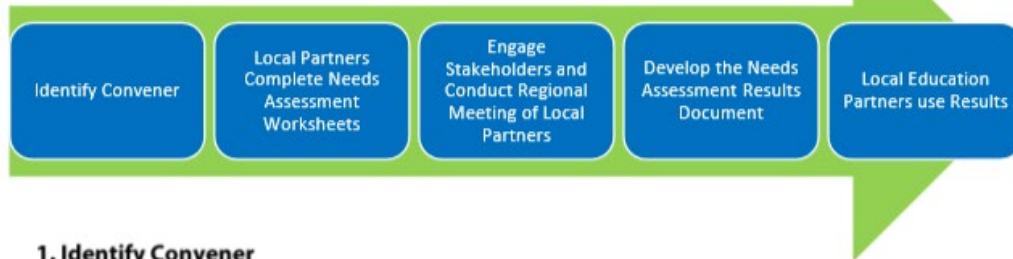 Identify Convener
Local Partners
Complete Needs
Assessment
Worksheets
Engage
Stakeholders and
Conduct Regional
Meeting of Local
Partners
Develop the Needs
Assessment Results
Document
Local Education
Partners use Results
1. Identify Convener